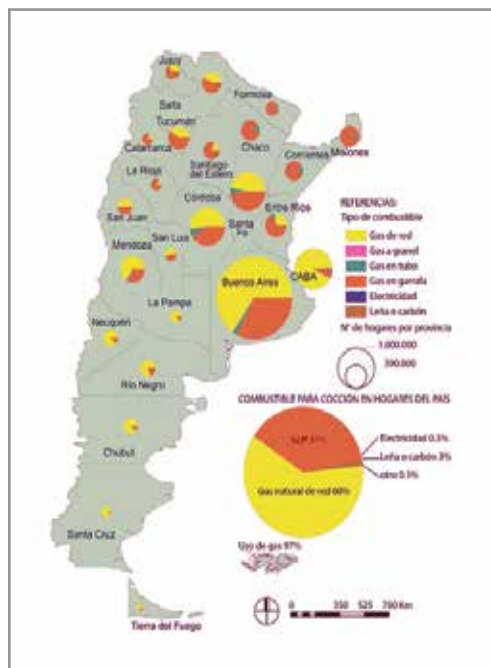 Jujuy
Salta
Formosa
Tucumán
Catamarca
Santiago
del Estero
Chaco
Corrientes
Misiones
La Rioja
Córdoba
Entre Ríos
San Juan
Santa
Fe
San Luis
Mendoza
Buenos Aires
CABA
La Pampa
Neuquén
Río Negro
Chubut
Santa Cruz
Tierra del Fuego
REFERENCIAS:
Tipo de combustible
Gas de red
Gas a granel
Gas en tubo
Gas en garrafa
Electricidad
Leña o carbón
N° de hogares por provincia
1.000.000
COMBUSTIBLE PARA COCCIÓN EN HOGARES DEL PAÍS
Electricidad 0.3%
Leña o carbón 3%
otro 0.3%
Gas natural de red 60%
Uso de gas 97%
0 350 525 700 Km